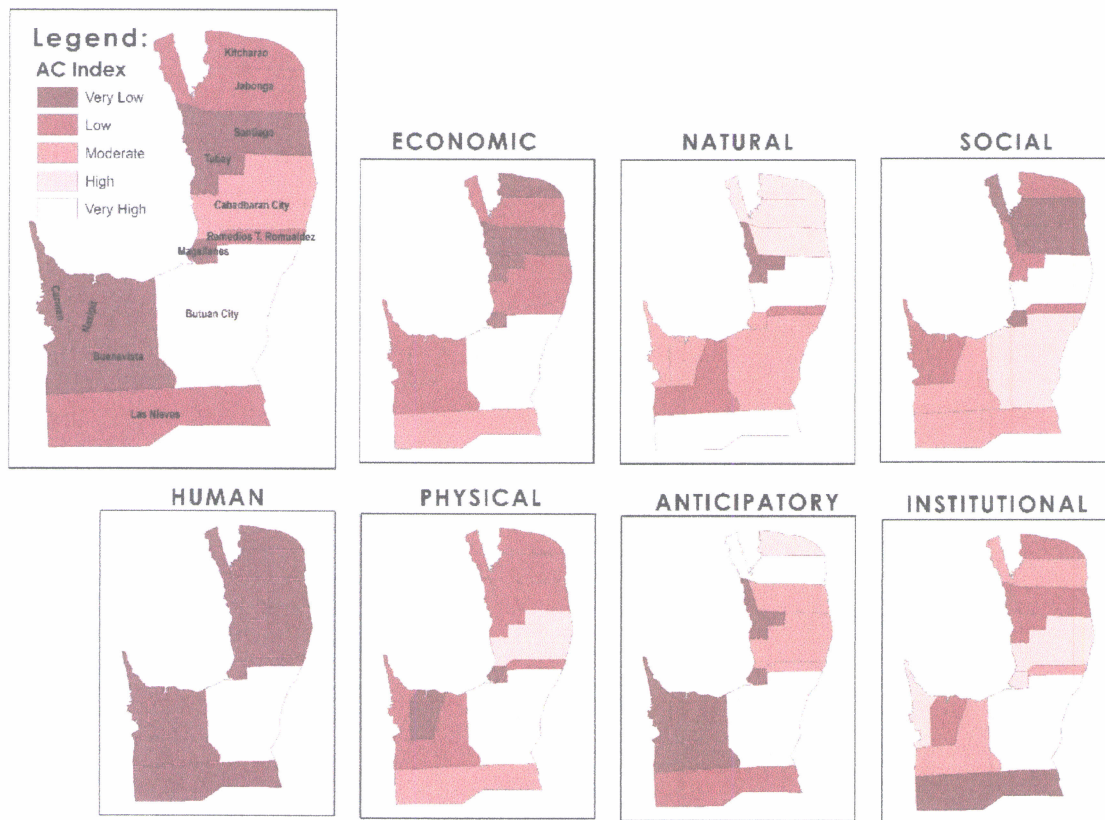 Legend:
AC Index
Very Low
Low
Moderate
High
Very High
Kitcharao
Jabonga
Santiago
Tubay
Cabadbaran City
Remedios T. Romualdez
Magallanes
Butuan City
Carmen
Nasipit
Buenavista
Las Nieves
ECONOMIC
NATURAL
SOCIAL
HUMAN
PHYSICAL
ANTICIPATORY
INSTITUTIONAL